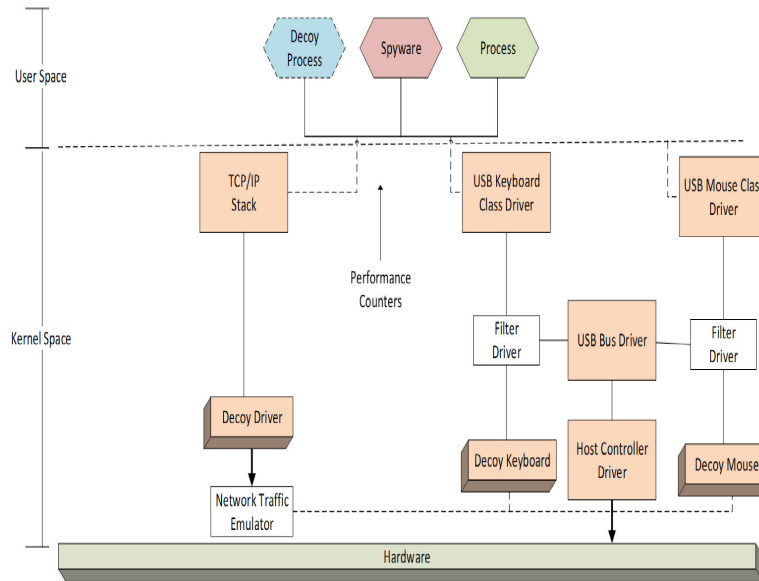 User Space
Decoy
Process
Spyware
Process
TCP/IP
Stack
USB Keyboard
Class Driver
USB Mouse Clas
Driver
Performance
Counters
Kernel Space
Filter
Driver
USB Bus Driver
Filter
Driver
Decoy Driver
Decoy Keyboard
Host Controller
Driver
Decoy Mouse
Network Traffic
Emulator
Hardware